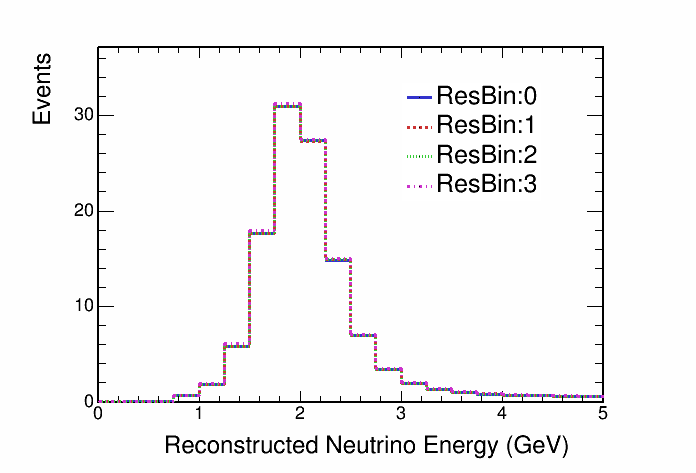 Events
30
20
10
0
ResBin:0
ResBin:1
ResBin:2
ResBin:3
0 1 2 3 4 5
Reconstructed Neutrino Energy (GeV)